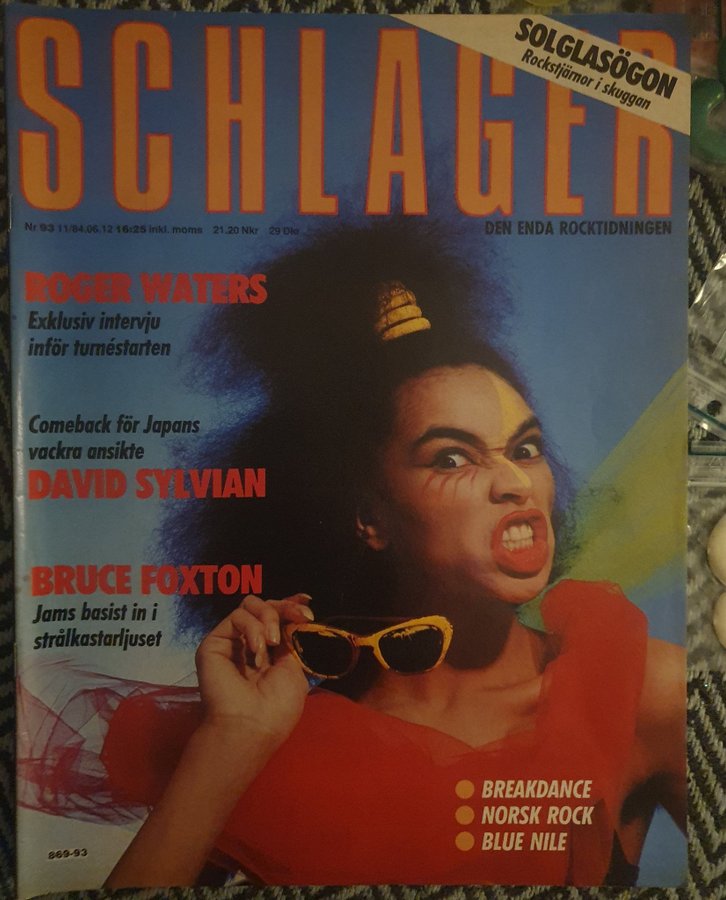 SCHLAGER
SOLGLASÖGON
Rockstjärnor i skuggan
Nr 93 11/84.06.12 16:25 inkl. moms 21.20 Nkr 29 Dkr
DEN ENDA ROCKTIDNINGEN
ROGER WATERS
Exklusiv intervju
inför turnéstarten
Comeback för Japans
vackra ansikte
DAVID SYLVIAN
BRUCE FOXTON
Jams basist in i
strålkastarljuset
BREAKDANCE
NORSK ROCK
BLUE NILE
869-93